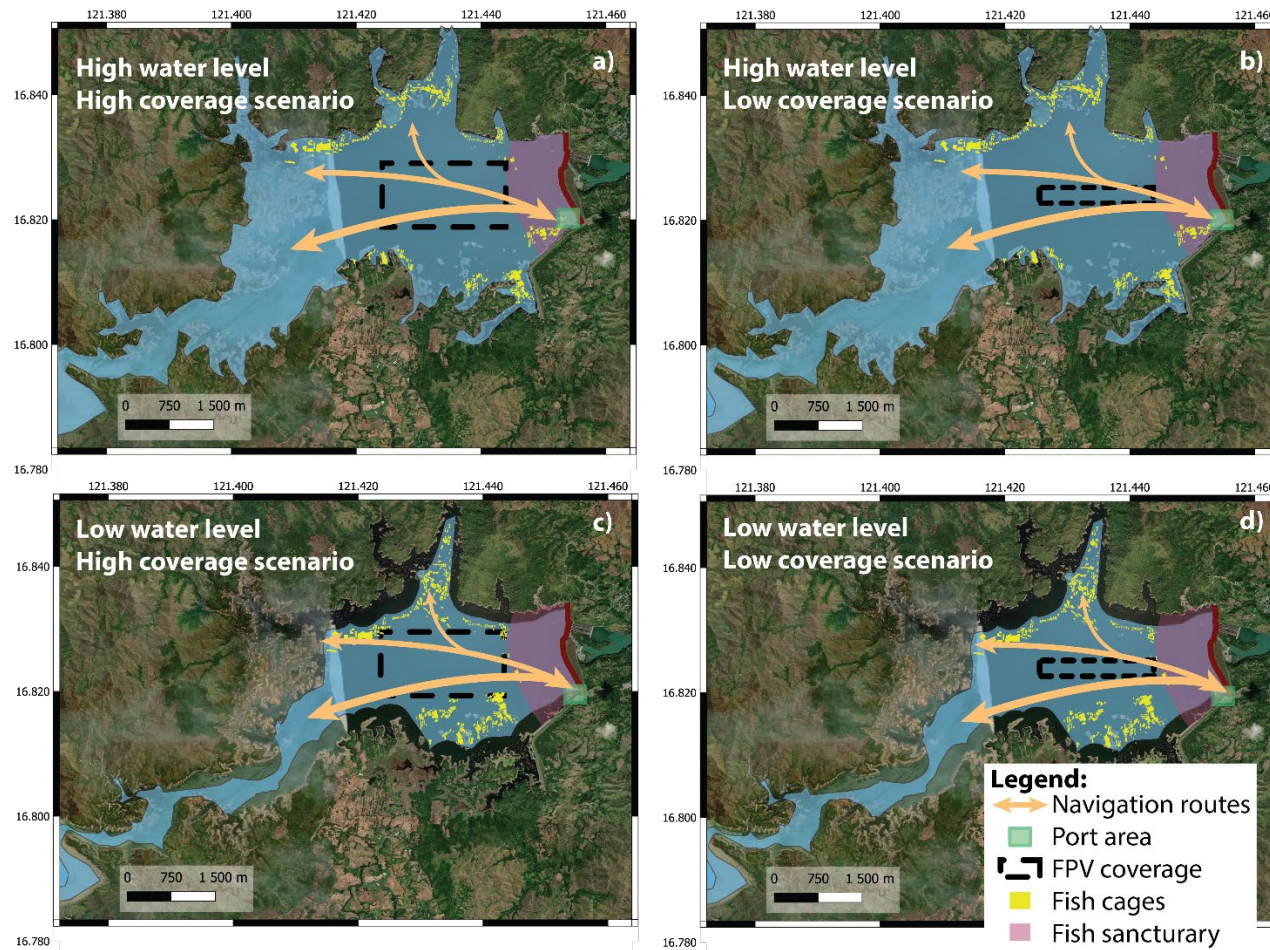 121.380 121.400 121.420 121.440 121.460
High water level
High coverage scenario
a)
16.840
16.820
16.800
16.780
0 750 1 500 m
121.380 121.400 121.420 121.440 121.460
High water level
Low coverage scenario
b)
16.840
16.820
16.800
16.780
0 750 1 500 m
121.380 121.400 121.420 121.440 121.460
Low water level
High coverage scenario
c)
16.840
16.820
16.800
16.780
0 750 1 500 m
121.380 121.400 121.420 121.440 121.460
Low water level
Low coverage scenario
d)
16.840
16.820
16.800
16.780
0 750 1 500 m
Legend:
Navigation routes
Port area
FPV coverage
Fish cages
Fish sancturary